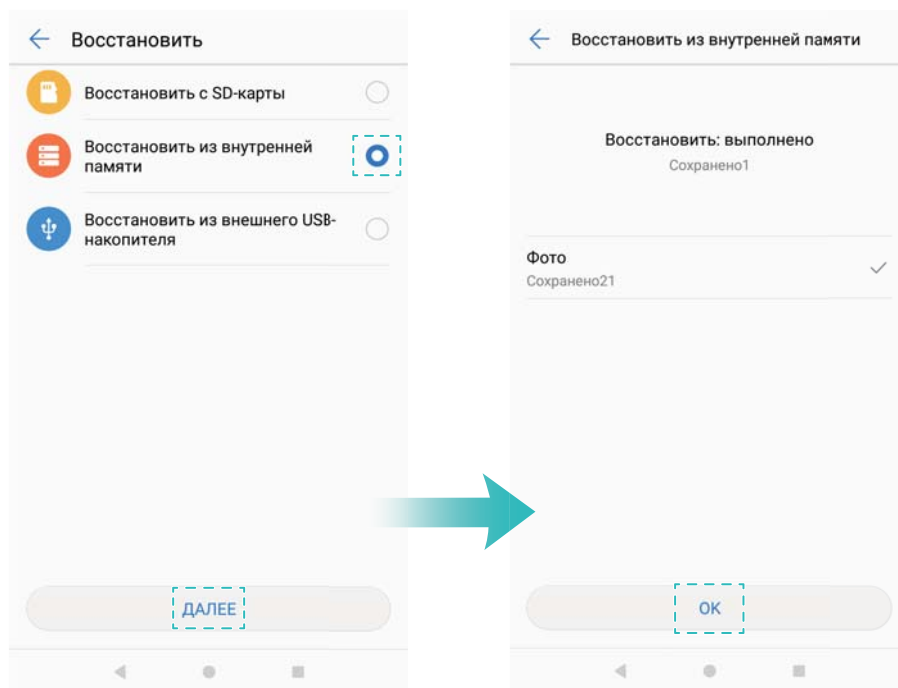 Восстановить
Восстановить с SD-карты
Восстановить из внутренней
памяти
Восстановить из внешнего USB-
накопителя
ДАЛЕЕ
Восстановить из внутренней памяти
Восстановить: выполнено
Сохранено1
Фото
Сохранено21
ОК